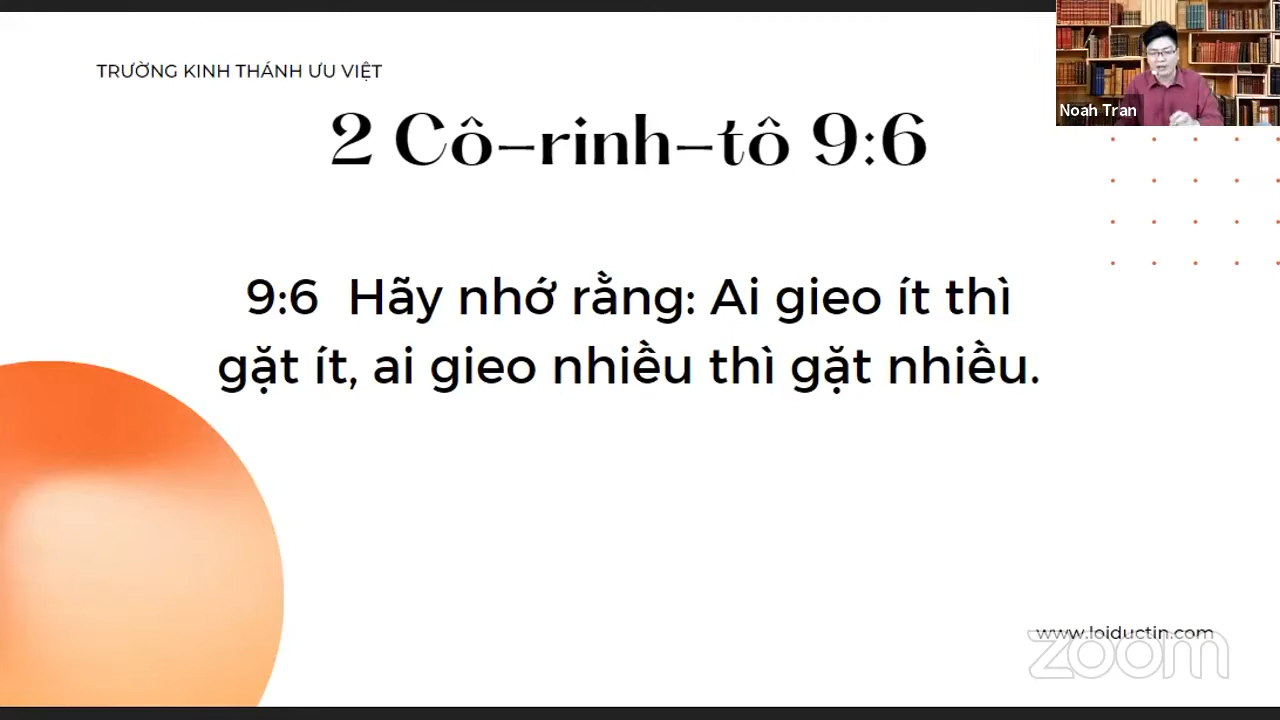 TRƯỜNG KINH THÁNH ƯU VIỆT
Noah Tran
2 Cô-rinh-tô 9:6
9:6 Hãy nhớ rằng: Ai gieo ít thì
gặt ít, ai gieo nhiều thì gặt nhiều.
www.loiductin.com
zoom